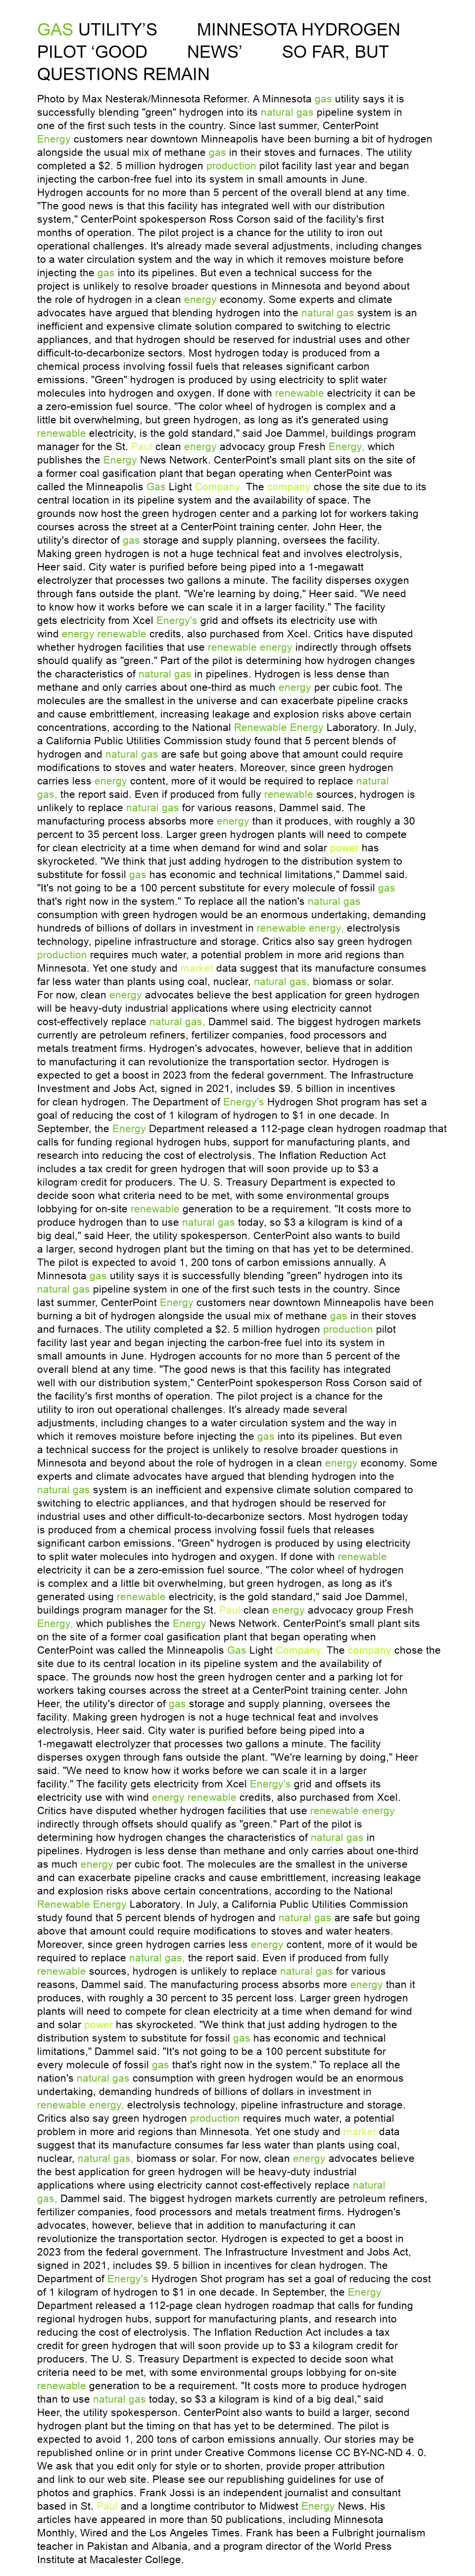 GAS UTILITY’S MINNESOTA HYDROGEN
PILOT ‘GOOD NEWS’ SO FAR, BUT
QUESTIONS REMAIN
Photo by Max Nesterak/Minnesota Reformer. A Minnesota gas utility says it is
successfully blending "green" hydrogen into its natural gas pipeline system in
one of the first such tests in the country. Since last summer, CenterPoint
Energy customers near downtown Minneapolis have been burning a bit of hydrogen
alongside the usual mix of methane gas in their stoves and furnaces. The utility
completed a $2. 5 million hydrogen production pilot facility last year and began
injecting the carbon-free fuel into its system in small amounts in June.
Hydrogen accounts for no more than 5 percent of the overall blend at any time.
"The good news is that this facility has integrated well with our distribution
system," CenterPoint spokesperson Ross Corson said of the facility's first
months of operation. The pilot project is a chance for the utility to iron out
operational challenges. It's already made several adjustments, including changes
to a water circulation system and the way in which it removes moisture before
injecting the gas into its pipelines. But even a technical success for the
project is unlikely to resolve broader questions in Minnesota and beyond about
the role of hydrogen in a clean energy economy. Some experts and climate
advocates have argued that blending hydrogen into the natural gas system is an
inefficient and expensive climate solution compared to switching to electric
appliances, and that hydrogen should be reserved for industrial uses and other
difficult-to-decarbonize sectors. Most hydrogen today is produced from a
chemical process involving fossil fuels that releases significant carbon
emissions. "Green" hydrogen is produced by using electricity to split water
molecules into hydrogen and oxygen. If done with renewable electricity it can be
a zero-emission fuel source. "The color wheel of hydrogen is complex and a
little bit overwhelming, but green hydrogen, as long as it's generated using
renewable electricity, is the gold standard," said Joe Dammel, buildings program
manager for the St. Paul clean energy advocacy group Fresh Energy, which
publishes the Energy News Network. CenterPoint's small plant sits on the site of
a former coal gasification plant that began operating when CenterPoint was
called the Minneapolis Gas Light Company. The company chose the site due to its
central location in its pipeline system and the availability of space. The
grounds now host the green hydrogen center and a parking lot for workers taking
courses across the street at a CenterPoint training center. John Heer, the
utility's director of gas storage and supply planning, oversees the facility.
Making green hydrogen is not a huge technical feat and involves electrolysis,
Heer said. City water is purified before being piped into a 1-megawatt
electrolyzer that processes two gallons a minute. The facility disperses oxygen
through fans outside the plant. "We're learning by doing," Heer said. "We need
to know how it works before we can scale it in a larger facility." The facility
gets electricity from Xcel Energy's grid and offsets its electricity use with
wind energy renewable credits, also purchased from Xcel. Critics have disputed
whether hydrogen facilities that use renewable energy indirectly through offsets
should qualify as "green." Part of the pilot is determining how hydrogen changes
the characteristics of natural gas in pipelines. Hydrogen is less dense than
methane and only carries about one-third as much energy per cubic foot. The
molecules are the smallest in the universe and can exacerbate pipeline cracks
and cause embrittlement, increasing leakage and explosion risks above certain
concentrations, according to the National Renewable Energy Laboratory. In July,
a California Public Utilities Commission study found that 5 percent blends of
hydrogen and natural gas are safe but going above that amount could require
modifications to stoves and water heaters. Moreover, since green hydrogen
carries less energy content, more of it would be required to replace natural
gas, the report said. Even if produced from fully renewable sources, hydrogen is
unlikely to replace natural gas for various reasons, Dammel said. The
manufacturing process absorbs more energy than it produces, with roughly a 30
percent to 35 percent loss. Larger green hydrogen plants will need to compete
for clean electricity at a time when demand for wind and solar power has
skyrocketed. "We think that just adding hydrogen to the distribution system to
substitute for fossil gas has economic and technical limitations," Dammel said.
"It's not going to be a 100 percent substitute for every molecule of fossil gas
that's right now in the system." To replace all the nation's natural gas
consumption with green hydrogen would be an enormous undertaking, demanding
hundreds of billions of dollars in investment in renewable energy, electrolysis
technology, pipeline infrastructure and storage. Critics also say green hydrogen
production requires much water, a potential problem in more arid regions than
Minnesota. Yet one study and market data suggest that its manufacture consumes
far less water than plants using coal, nuclear, natural gas, biomass or solar.
For now, clean energy advocates believe the best application for green hydrogen
will be heavy-duty industrial applications where using electricity cannot
cost-effectively replace natural gas, Dammel said. The biggest hydrogen markets
currently are petroleum refiners, fertilizer companies, food processors and
metals treatment firms. Hydrogen's advocates, however, believe that in addition
to manufacturing it can revolutionize the transportation sector. Hydrogen is
expected to get a boost in 2023 from the federal government. The Infrastructure
Investment and Jobs Act, signed in 2021, includes $9. 5 billion in incentives
for clean hydrogen. The Department of Energy's Hydrogen Shot program has set a
goal of reducing the cost of 1 kilogram of hydrogen to $1 in one decade. In
September, the Energy Department released a 112-page clean hydrogen roadmap that
calls for funding regional hydrogen hubs, support for manufacturing plants, and
research into reducing the cost of electrolysis. The Inflation Reduction Act
includes a tax credit for green hydrogen that will soon provide up to $3 a
kilogram credit for producers. The U. S. Treasury Department is expected to
decide soon what criteria need to be met, with some environmental groups
lobbying for on-site renewable generation to be a requirement. "It costs more to
produce hydrogen than to use natural gas today, so $3 a kilogram is kind of a
big deal," said Heer, the utility spokesperson. CenterPoint also wants to build
a larger, second hydrogen plant but the timing on that has yet to be determined.
The pilot is expected to avoid 1, 200 tons of carbon emissions annually. A
Minnesota gas utility says it is successfully blending "green" hydrogen into its
natural gas pipeline system in one of the first such tests in the country. Since
last summer, CenterPoint Energy customers near downtown Minneapolis have been
burning a bit of hydrogen alongside the usual mix of methane gas in their stoves
and furnaces. The utility completed a $2. 5 million hydrogen production pilot
facility last year and began injecting the carbon-free fuel into its system in
small amounts in June. Hydrogen accounts for no more than 5 percent of the
overall blend at any time. "The good news is that this facility has integrated
well with our distribution system," CenterPoint spokesperson Ross Corson said of
the facility's first months of operation. The pilot project is a chance for the
utility to iron out operational challenges. It's already made several
adjustments, including changes to a water circulation system and the way in
which it removes moisture before injecting the gas into its pipelines. But even
a technical success for the project is unlikely to resolve broader questions in
Minnesota and beyond about the role of hydrogen in a clean energy economy. Some
experts and climate advocates have argued that blending hydrogen into the
natural gas system is an inefficient and expensive climate solution compared to
switching to electric appliances, and that hydrogen should be reserved for
industrial uses and other difficult-to-decarbonize sectors. Most hydrogen today
is produced from a chemical process involving fossil fuels that releases
significant carbon emissions. "Green" hydrogen is produced by using electricity
to split water molecules into hydrogen and oxygen. If done with renewable
electricity it can be a zero-emission fuel source. "The color wheel of hydrogen
is complex and a little bit overwhelming, but green hydrogen, as long as it's
generated using renewable electricity, is the gold standard," said Joe Dammel,
buildings program manager for the St. Paul clean energy advocacy group Fresh
Energy, which publishes the Energy News Network. CenterPoint's small plant sits
on the site of a former coal gasification plant that began operating when
CenterPoint was called the Minneapolis Gas Light Company. The company chose the
site due to its central location in its pipeline system and the availability of
space. The grounds now host the green hydrogen center and a parking lot for
workers taking courses across the street at a CenterPoint training center. John
Heer, the utility's director of gas storage and supply planning, oversees the
facility. Making green hydrogen is not a huge technical feat and involves
electrolysis, Heer said. City water is purified before being piped into a
1-megawatt electrolyzer that processes two gallons a minute. The facility
disperses oxygen through fans outside the plant. "We're learning by doing," Heer
said. "We need to know how it works before we can scale it in a larger
facility." The facility gets electricity from Xcel Energy's grid and offsets its
electricity use with wind energy renewable credits, also purchased from Xcel.
Critics have disputed whether hydrogen facilities that use renewable energy
indirectly through offsets should qualify as "green." Part of the pilot is
determining how hydrogen changes the characteristics of natural gas in
pipelines. Hydrogen is less dense than methane and only carries about one-third
as much energy per cubic foot. The molecules are the smallest in the universe
and can exacerbate pipeline cracks and cause embrittlement, increasing leakage
and explosion risks above certain concentrations, according to the National
Renewable Energy Laboratory. In July, a California Public Utilities Commission
study found that 5 percent blends of hydrogen and natural gas are safe but going
above that amount could require modifications to stoves and water heaters.
Moreover, since green hydrogen carries less energy content, more of it would be
required to replace natural gas, the report said. Even if produced from fully
renewable sources, hydrogen is unlikely to replace natural gas for various
reasons, Dammel said. The manufacturing process absorbs more energy than it
produces, with roughly a 30 percent to 35 percent loss. Larger green hydrogen
plants will need to compete for clean electricity at a time when demand for wind
and solar power has skyrocketed. "We think that just adding hydrogen to the
distribution system to substitute for fossil gas has economic and technical
limitations," Dammel said. "It's not going to be a 100 percent substitute for
every molecule of fossil gas that's right now in the system." To replace all the
nation's natural gas consumption with green hydrogen would be an enormous
undertaking, demanding hundreds of billions of dollars in investment in
renewable energy, electrolysis technology, pipeline infrastructure and storage.
Critics also say green hydrogen production requires much water, a potential
problem in more arid regions than Minnesota. Yet one study and market data
suggest that its manufacture consumes far less water than plants using coal,
nuclear, natural gas, biomass or solar. For now, clean energy advocates believe
the best application for green hydrogen will be heavy-duty industrial
applications where using electricity cannot cost-effectively replace natural
gas, Dammel said. The biggest hydrogen markets currently are petroleum refiners,
fertilizer companies, food processors and metals treatment firms. Hydrogen's
advocates, however, believe that in addition to manufacturing it can
revolutionize the transportation sector. Hydrogen is expected to get a boost in
2023 from the federal government. The Infrastructure Investment and Jobs Act,
signed in 2021, includes $9. 5 billion in incentives for clean hydrogen. The
Department of Energy's Hydrogen Shot program has set a goal of reducing the cost
of 1 kilogram of hydrogen to $1 in one decade. In September, the Energy
Department released a 112-page clean hydrogen roadmap that calls for funding
regional hydrogen hubs, support for manufacturing plants, and research into
reducing the cost of electrolysis. The Inflation Reduction Act includes a tax
credit for green hydrogen that will soon provide up to $3 a kilogram credit for
producers. The U. S. Treasury Department is expected to decide soon what
criteria need to be met, with some environmental groups lobbying for on-site
renewable generation to be a requirement. "It costs more to produce hydrogen
than to use natural gas today, so $3 a kilogram is kind of a big deal," said
Heer, the utility spokesperson. CenterPoint also wants to build a larger, second
hydrogen plant but the timing on that has yet to be determined. The pilot is
expected to avoid 1, 200 tons of carbon emissions annually. Our stories may be
republished online or in print under Creative Commons license CC BY-NC-ND 4. 0.
We ask that you edit only for style or to shorten, provide proper attribution
and link to our web site. Please see our republishing guidelines for use of
photos and graphics. Frank Jossi is an independent journalist and consultant
based in St. Paul and a longtime contributor to Midwest Energy News. His
articles have appeared in more than 50 publications, including Minnesota
Monthly, Wired and the Los Angeles Times. Frank has been a Fulbright journalism
teacher in Pakistan and Albania, and a program director of the World Press
Institute at Macalester College.